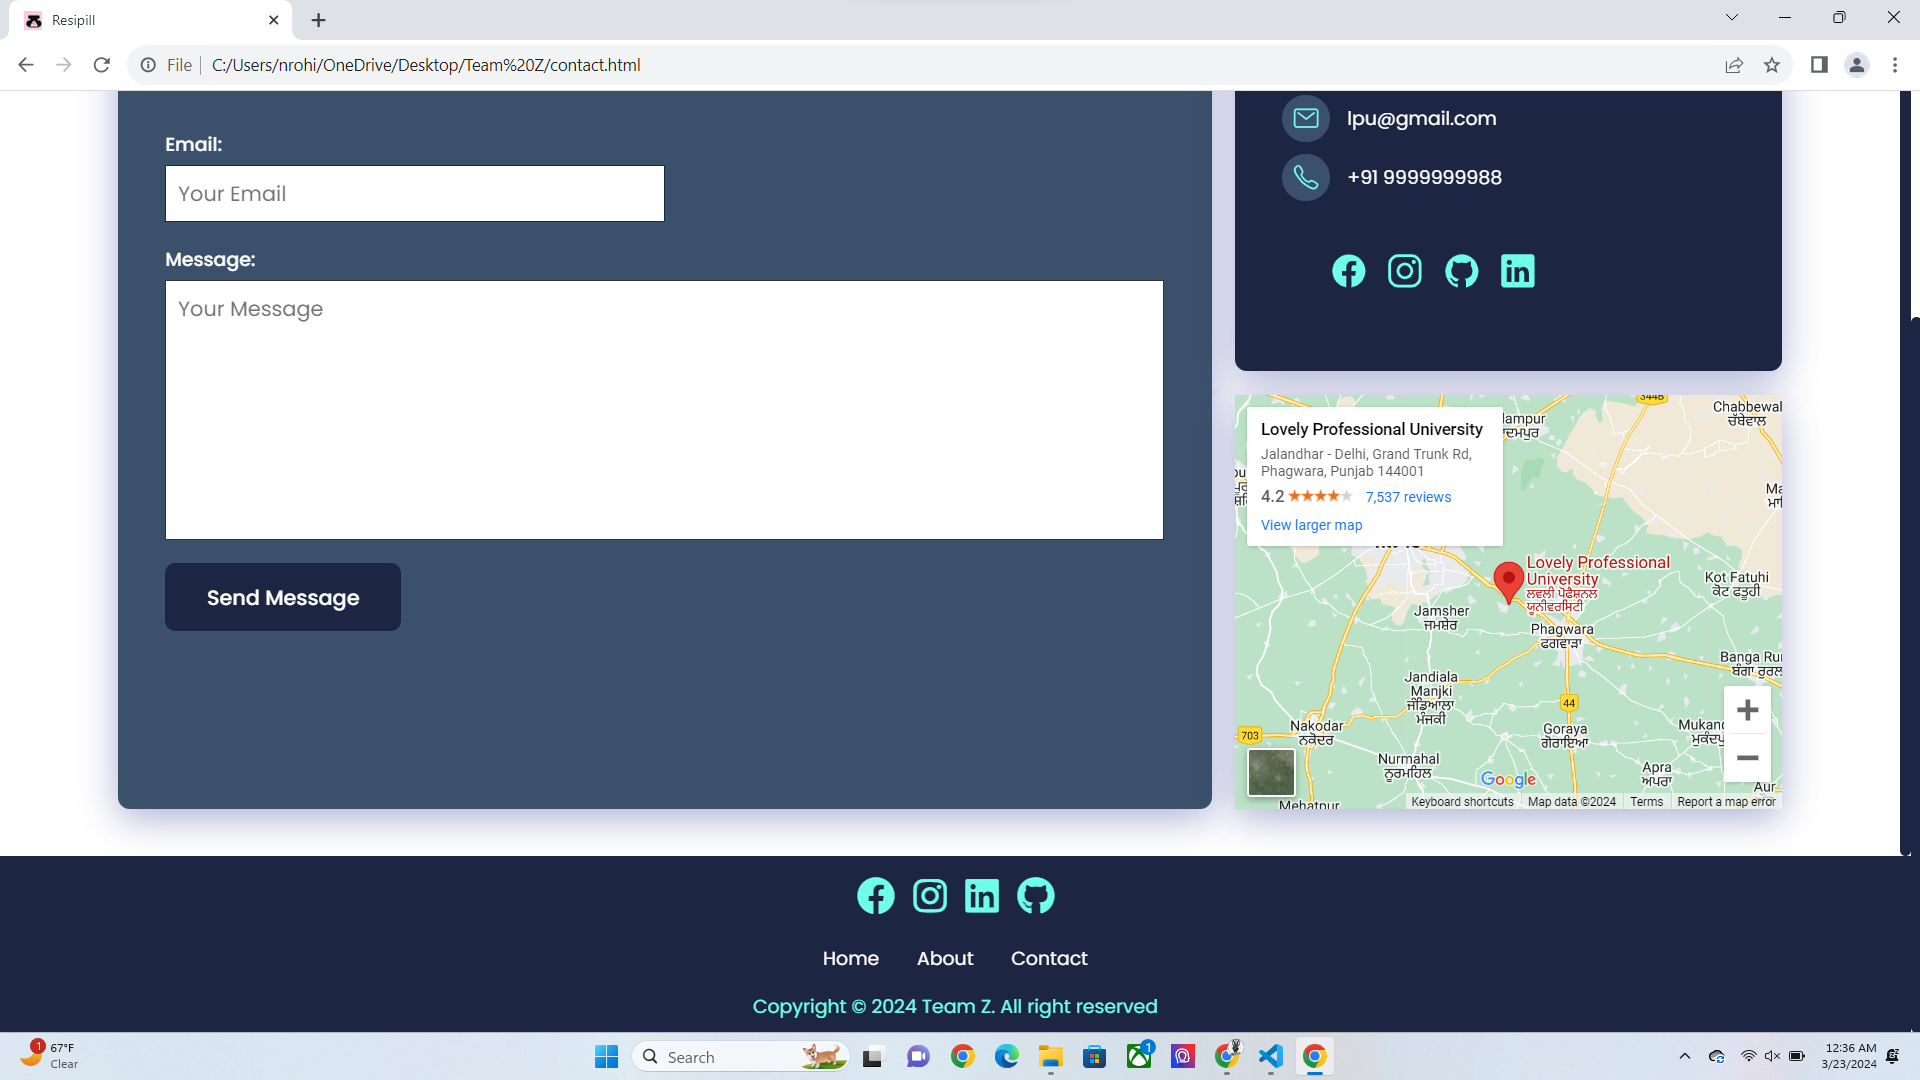 Resipill
File
C:/Users/nrohi/OneDrive/Desktop/Team%20Z/contact.html
Email:
Your Email
Message:
Your Message
Send Message
lpu@gmail.com
+91 9999999988
Lovely Professional University
Jalandhar - Delhi, Grand Trunk Rd,
Phagwara, Punjab 144001
4.2
7,537 reviews
View larger map
344B
Chabbewal
ਚੱਬੇਵਾਲ
Lovely Professional
University
ਲਵਲੀ ਪੋਫੈਸ਼ਨਲ
ਯੂਨੀਵਰਸਿਟੀ
Kot Fatuhi
ਕੋਟ ਫਤੂਹੀ
Jamsher
ਜਮਸ਼ੇਰ
Phagwara
ਫਗਵਾੜਾ
Banga Rur
ਬੰਗਾ ਰੂਰਲ
Jandiala
Manjki
ਜੰਡਿਆਲਾ
ਮੰਜਕੀ
44
703
Nakodar
ਨਕੋਦਰ
Goraya
ਗੋਰਾਇਆ
Nurmahal
ਨੂਰਮਹਿਲ
Apra
ਅਪਰਾ
Aur
Mehatpur
Google
Keyboard shortcuts
Map data ©2024
Terms
Report a map error
Home
About
Contact
Copyright © 2024 Team Z. All right reserved
1
67°F
Clear
Search
1
12:36 AM
3/23/2024